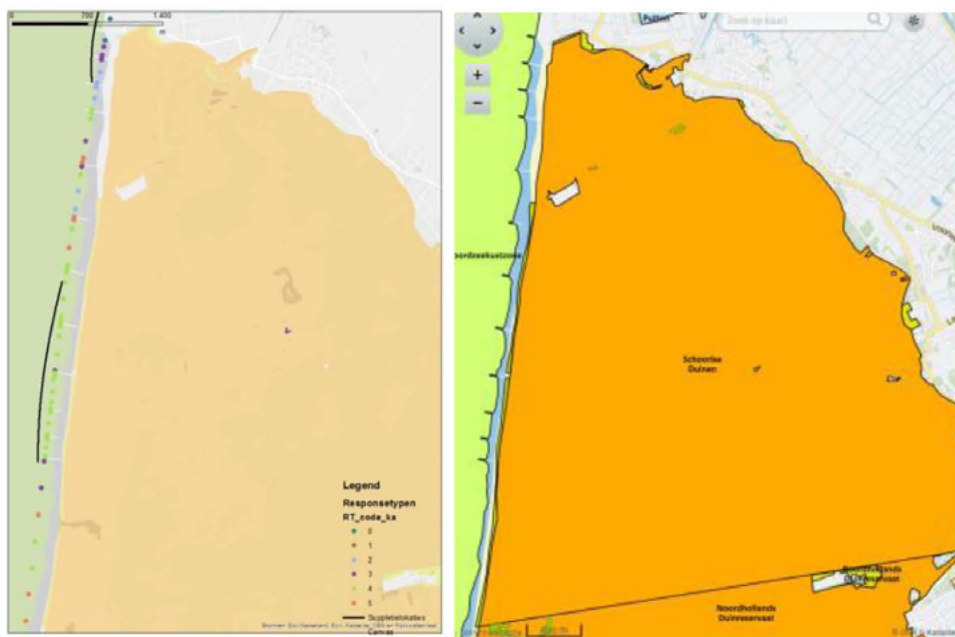 0 700 1.400
m
Legend
Responsetypen
RT_code_ka
0
1
2
3
4
5
Suppletielokaties
Canvas
Zoek op kaart
Schoorlse
Duinen
Noordhollands
Duinreservaat
Noordhollands
Duinreservaat